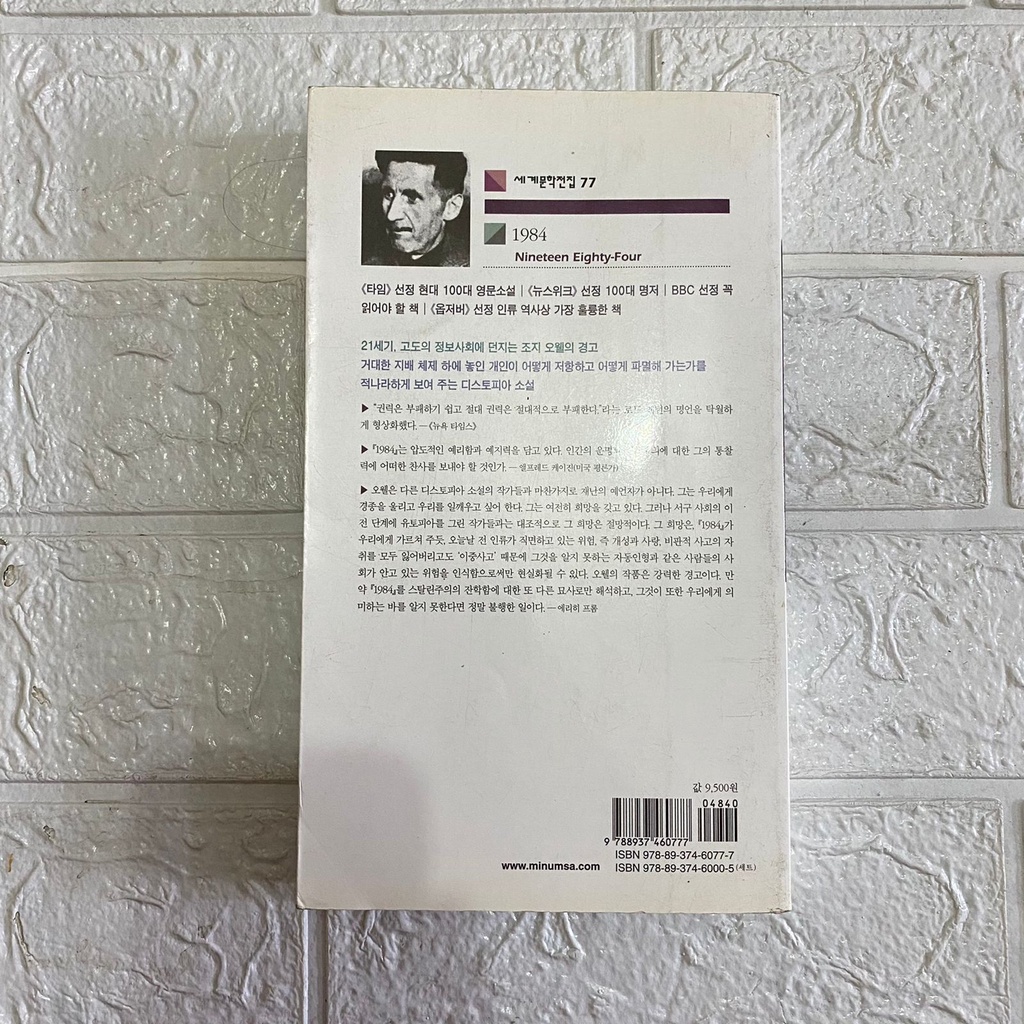 세계문학전집 77
1984
Nineteen Eighty-Four
《타임》 선정 현대 100대 영문소설 | 《뉴스위크》 선정 100대 명저 | BBC 선정 꼭
읽어야 할 책 | 《옵저버》 선정 인류 역사상 가장 훌륭한 책
21세기, 고도의 정보사회에 던지는 조지 오웰의 경고
거대한 지배 체제 하에 놓인 개인이 어떻게 저항하고 어떻게 파멸해 가는가를
적나라하게 보여 주는 디스토피아 소설
▶ "권력은 부패하기 쉽고 절대 권력은 절대적으로 부패한다."라는 명언을 탁월하
게 형상화했다. ─《뉴욕 타임스》
▶ 『1984』는 압도적인 예리함과 예지력을 담고 있다. 인간의 대한 그의 통찰
력에 어떠한 찬사를 보내야 할 것인가. ─ 앨프레드 케이진(미국 평론가)
▶ 오웰은 다른 디스토피아 소설의 작가들과 마찬가지로 재난의 예언자가 아니다. 그는 우리에게
경종을 울리고 우리를 일깨우고 싶어 한다. 그는 여전히 희망을 갖고 있다. 그러나 서구 사회의 이
전 단계에 유토피아를 그린 작가들과는 대조적으로 그 희망은 절망적이다. 그 희망은, 『1984』가
우리에게 가르쳐 주듯, 오늘날 전 인류가 직면하고 있는 위험, 즉 개성과 사랑, 비판적 사고의 자
취를 모두 잃어버리고도 '이중사고' 때문에 그것을 알지 못하는 자동인형과 같은 사람들의 사
회가 안고 있는 위험을 인식함으로써만 현실화될 수 있다. 오웰의 작품은 강력한 경고이다. 만
약 『1984』를 스탈린주의의 잔학함에 대한 또 다른 묘사로만 해석하고, 그것이 또한 우리에게 의
미하는 바를 알지 못한다면 정말 불행한 일이다. ─ 에리히 프롬
값 9,500원
04840
9 788937 460777
ISBN 978-89-374-6077-7
www.minumsa.com ISBN 978-89-374-6000-5 (세트)